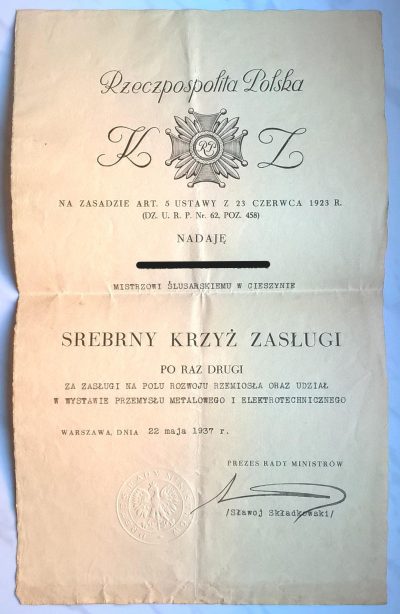 Rzeczpospolita Polska
K RP Z
NA ZASADZIE ART. 5 USTAWY Z 23 CZERWCA 1923 R.
(DZ. U. R. P. Nr. 62, POZ. 458)
NADAJĘ
MISTRZOWI ŚLUSARSKIEMU W CIESZYNIE
SREBRNY KRZYŻ ZASŁUGI
PO RAZ DRUGI
ZA ZASŁUGI NA POLU ROZWOJU RZEMIOSŁA ORAZ UDZIAŁ
W WYSTAWIE PRZEMYSŁU METALOWEGO I ELEKTROTECHNICZNEGO
WARSZAWA, DNIA 22 maja 1937 r.
PREZES RADY MINISTRÓW
/Sławoj Składkowski/